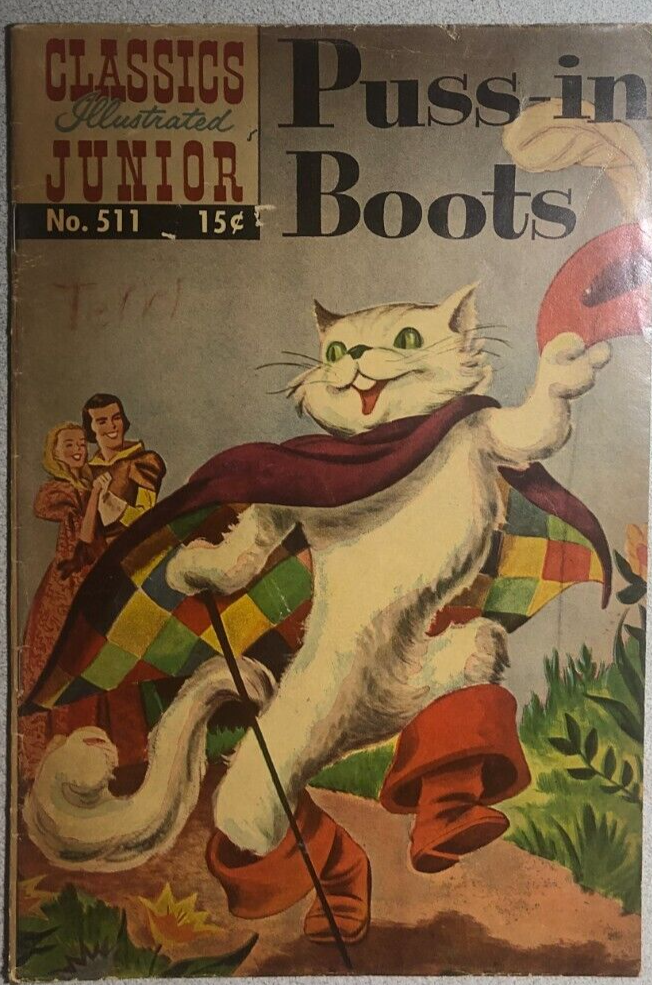 CLASSICS
Illustrated
JUNIOR
No. 511 15¢
Puss-in
Boots